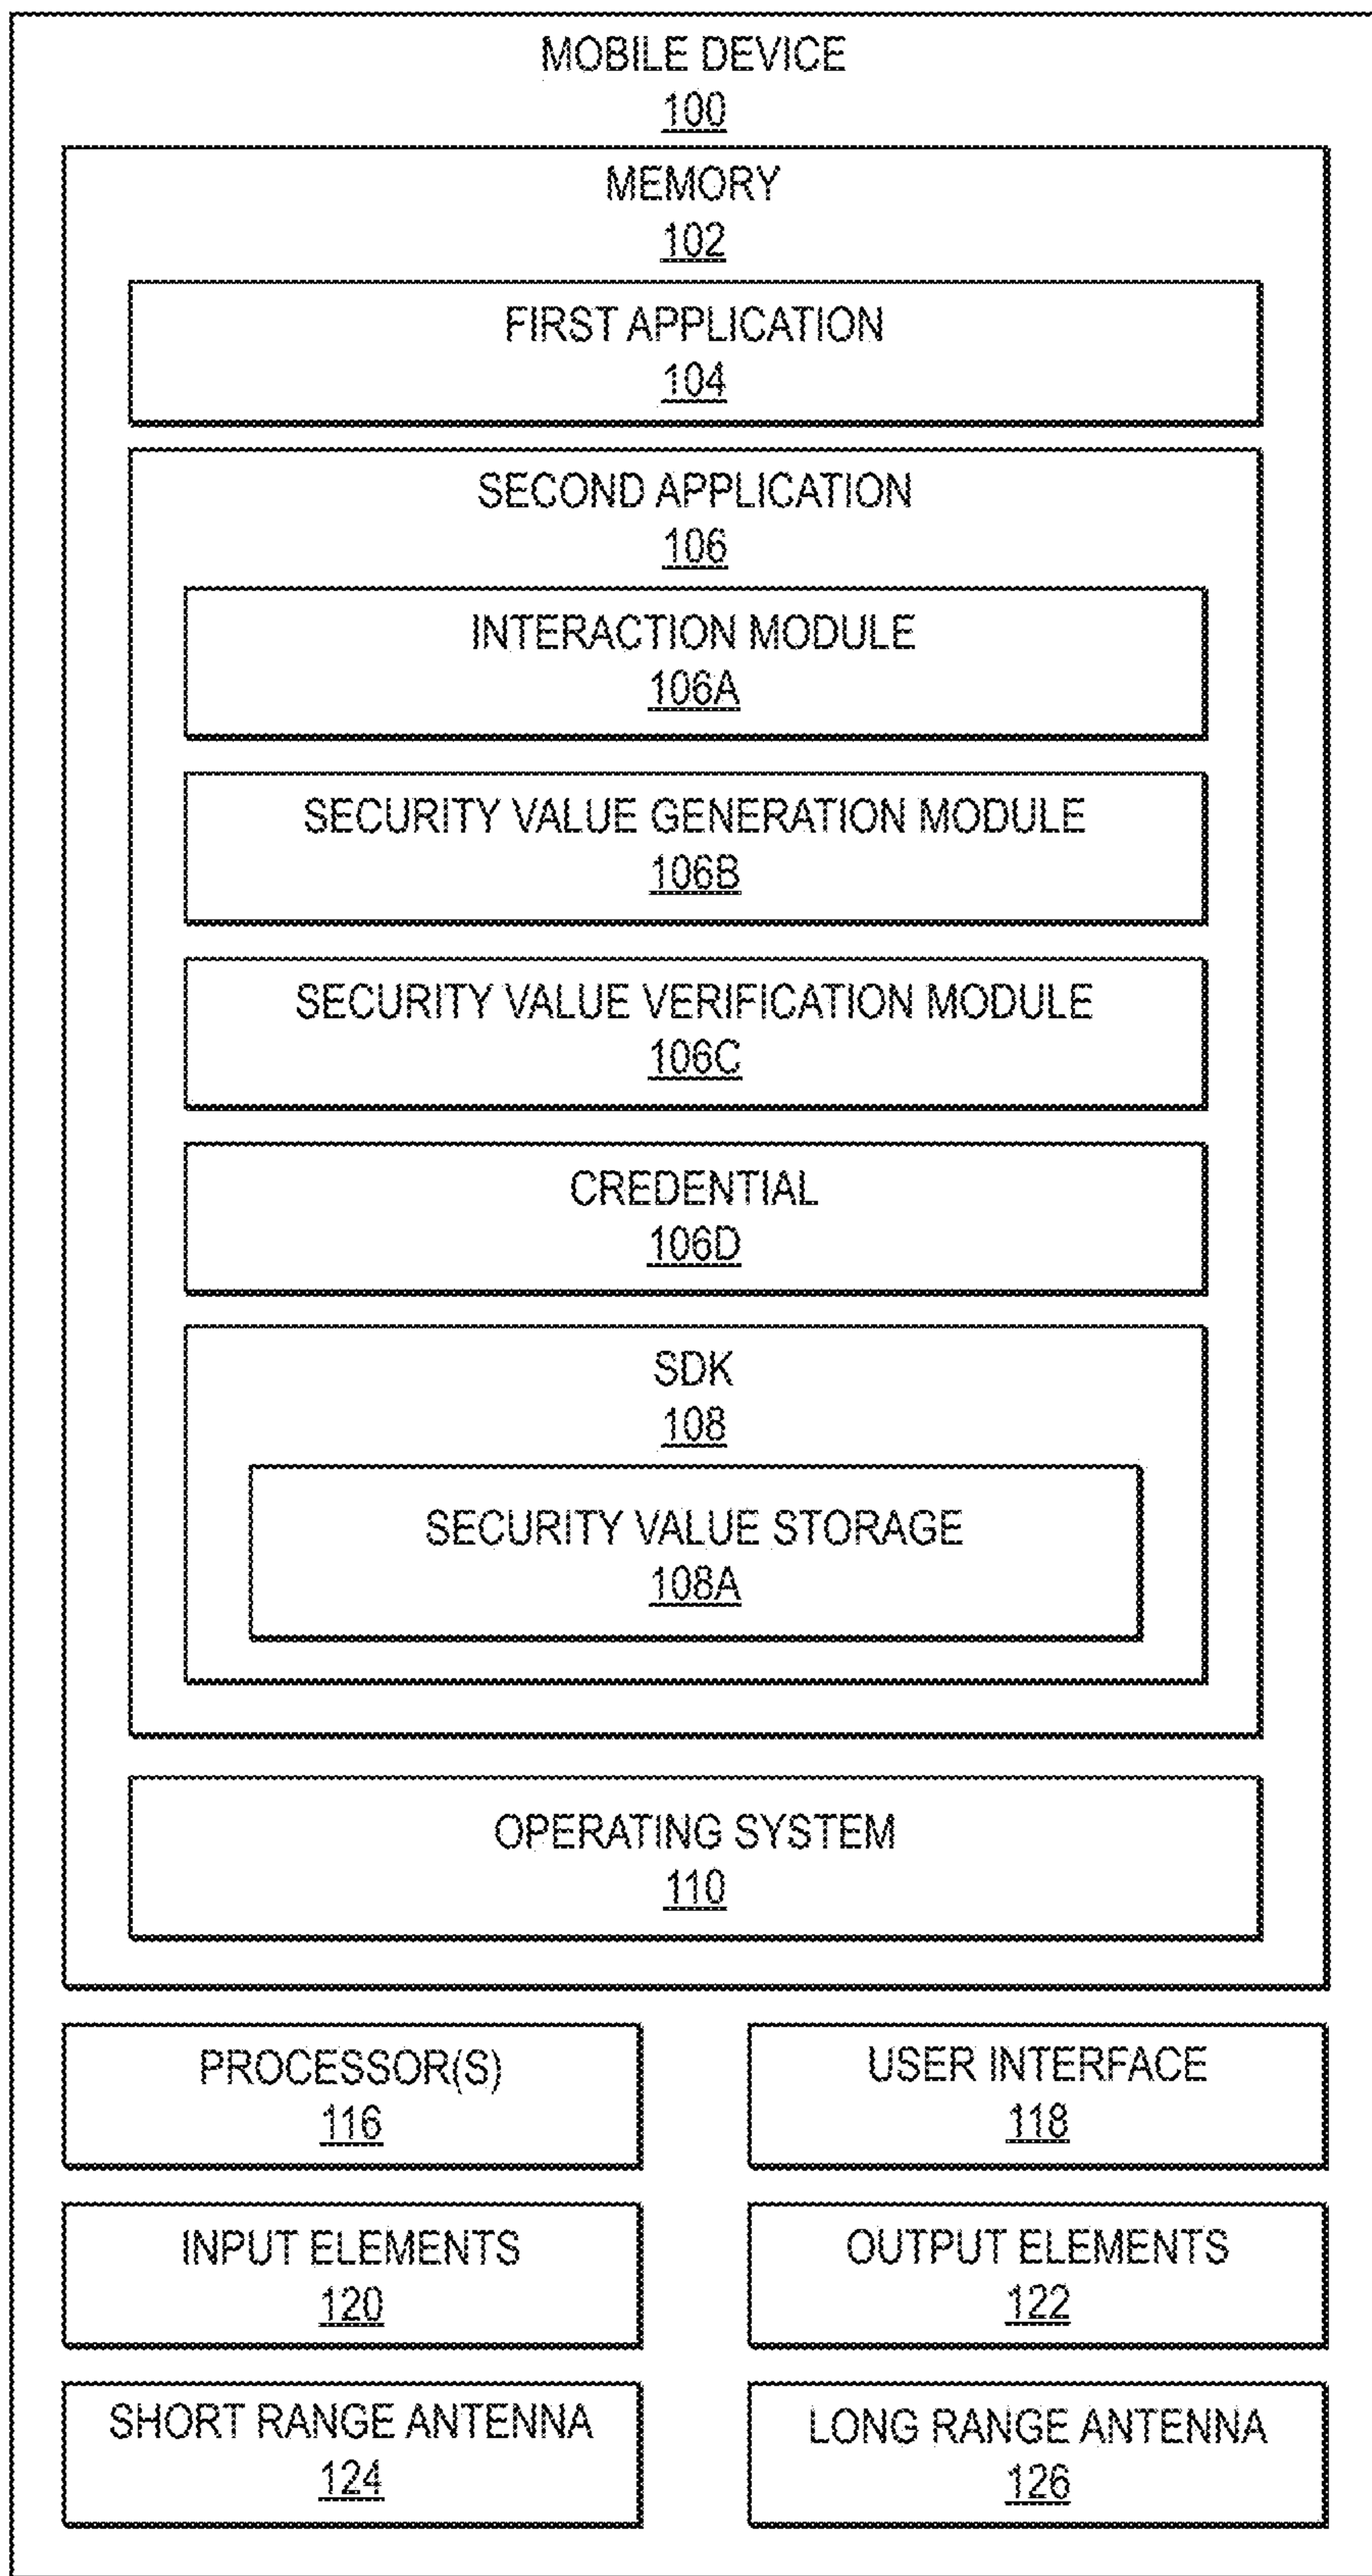 MOBILE DEVICE
100
MEMORY
102
FIRST APPLICATION
104
SECOND APPLICATION
106
INTERACTION MODULE
106A
SECURITY VALUE GENERATION MODULE
106B
SECURITY VALUE VERIFICATION MODULE
106C
CREDENTIAL
106D
SDK
108
SECURITY VALUE STORAGE
108A
OPERATING SYSTEM
110
PROCESSOR(S)
116
USER INTERFACE
118
INPUT ELEMENTS
120
OUTPUT ELEMENTS
122
SHORT RANGE ANTENNA
124
LONG RANGE ANTENNA
126